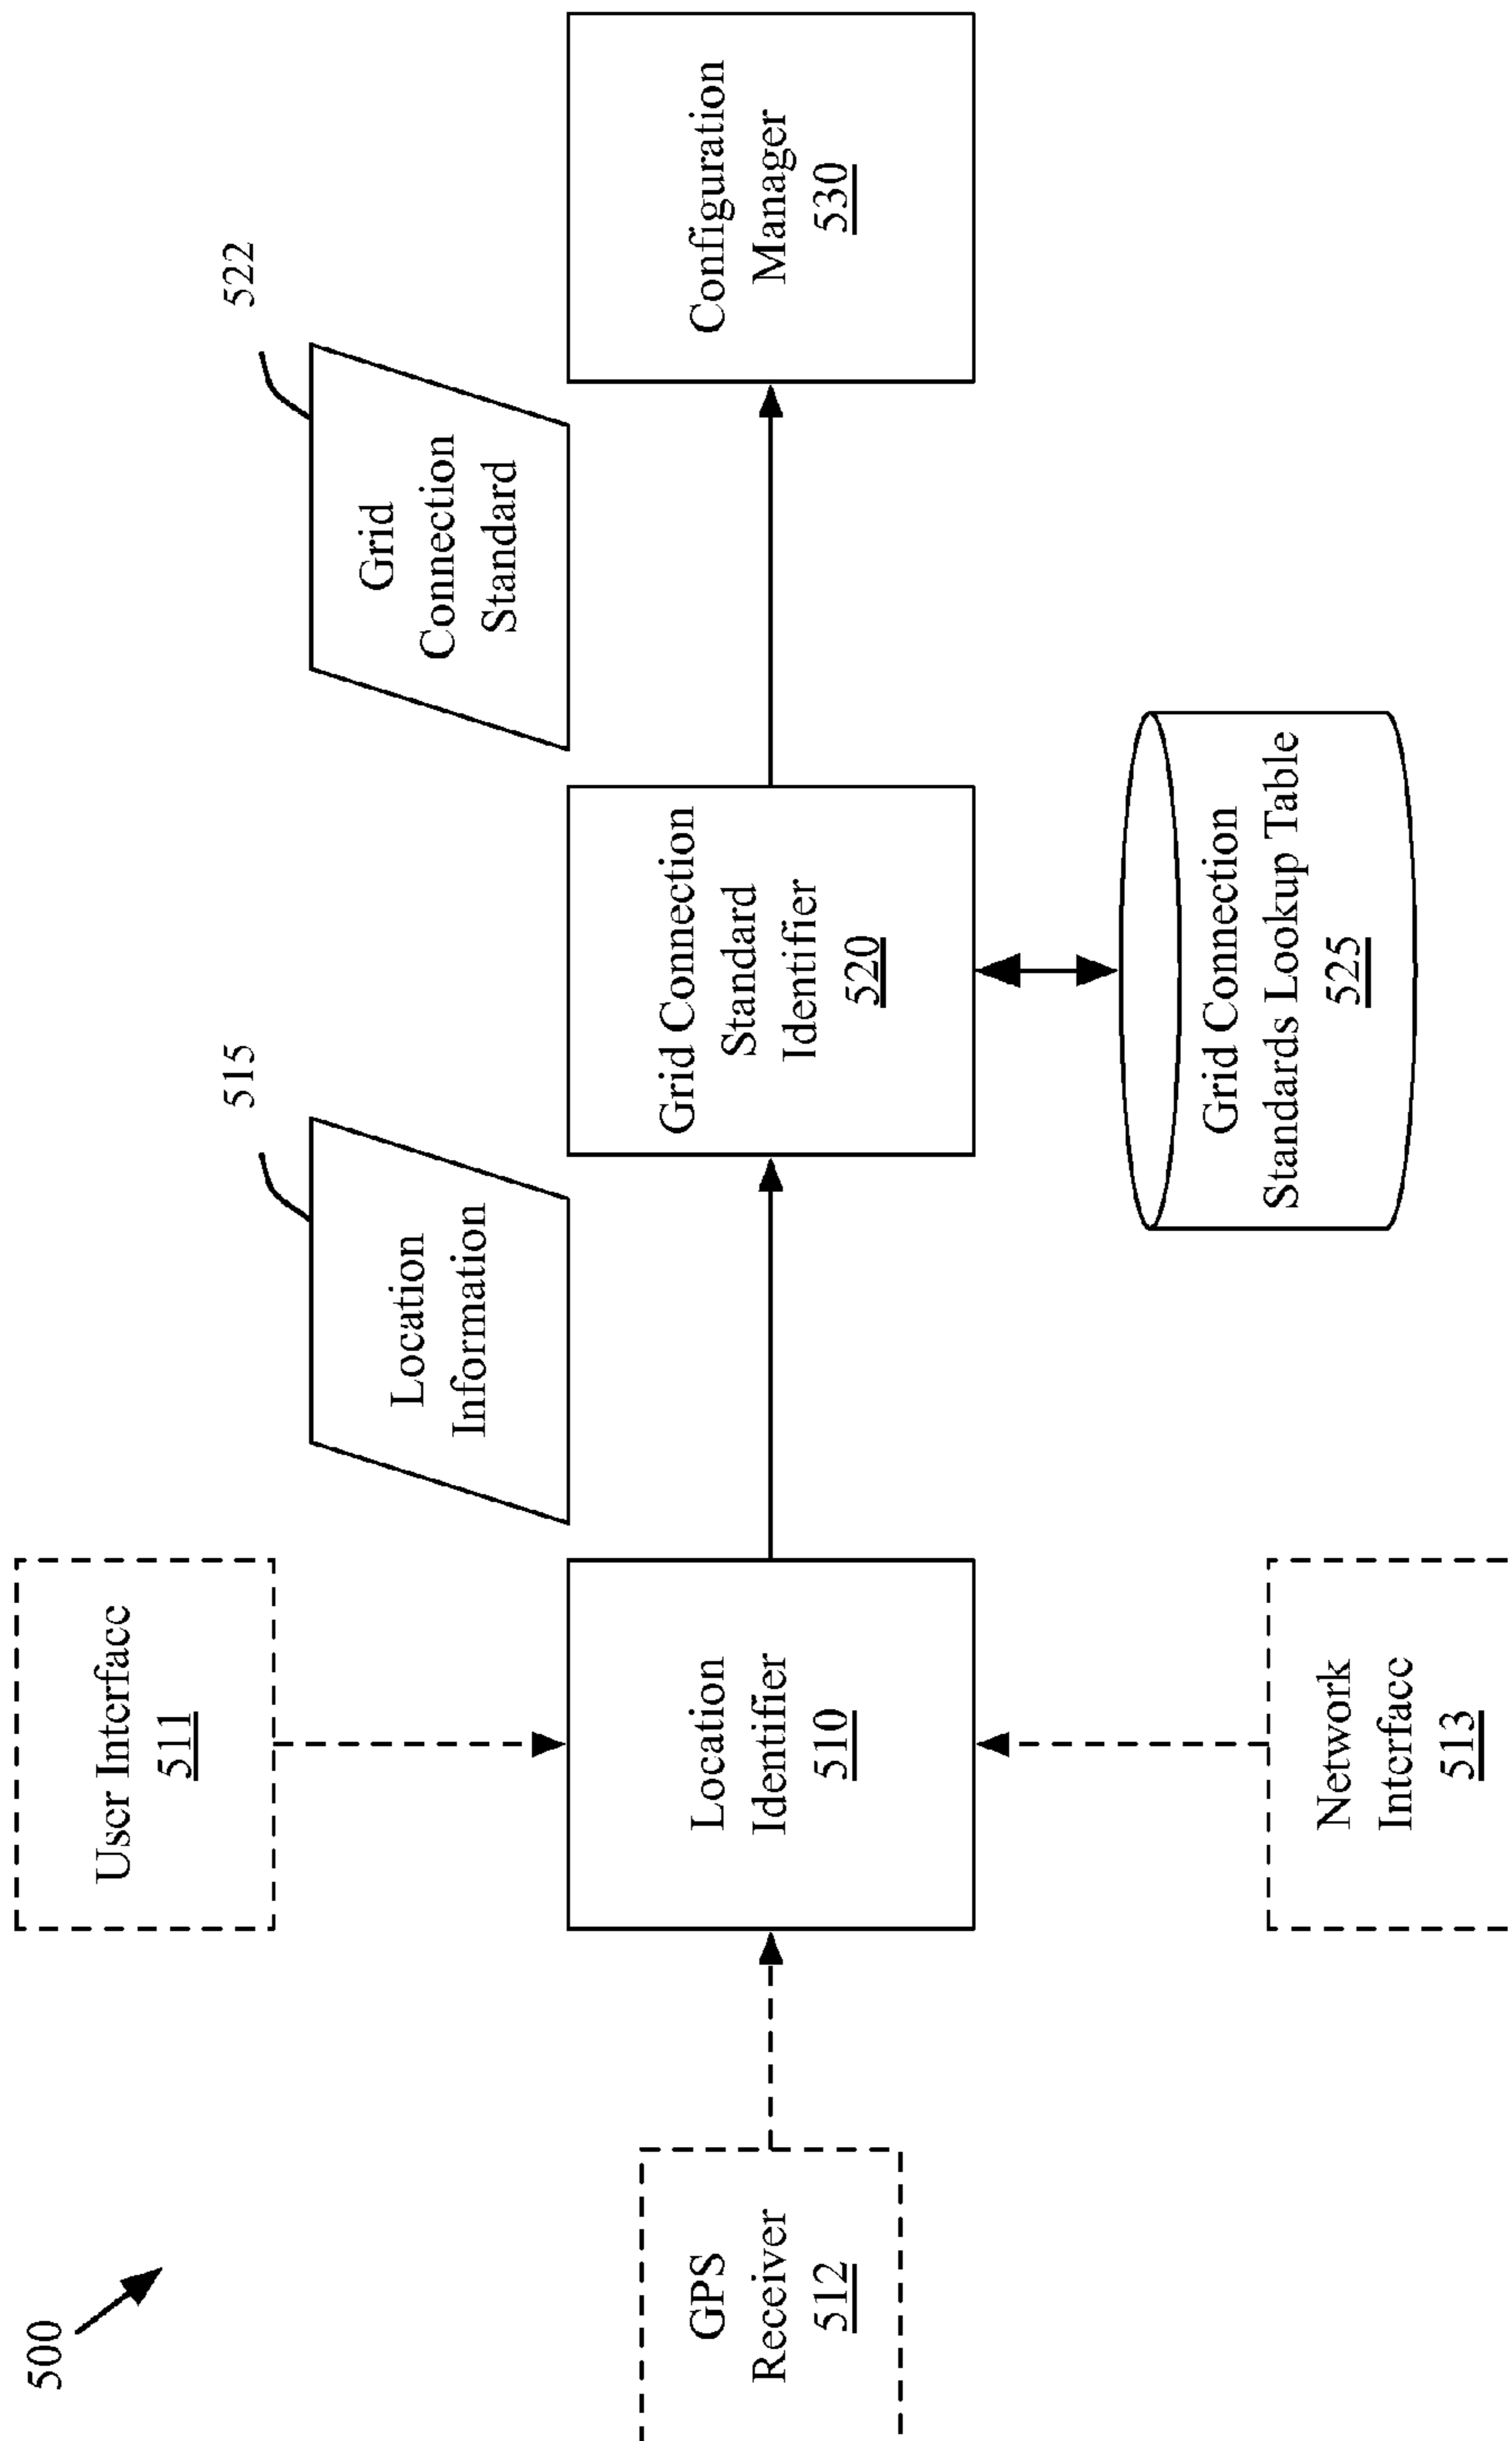 500
User Interface
511
GPS
Receiver
512
Location
Identifier
510
Network
Interface
513
Location
Information
515
Grid Connection
Standard
Identifier
520
Grid Connection
Standards Lookup Table
525
Grid
Connection
Standard
522
Configuration
Manager
530